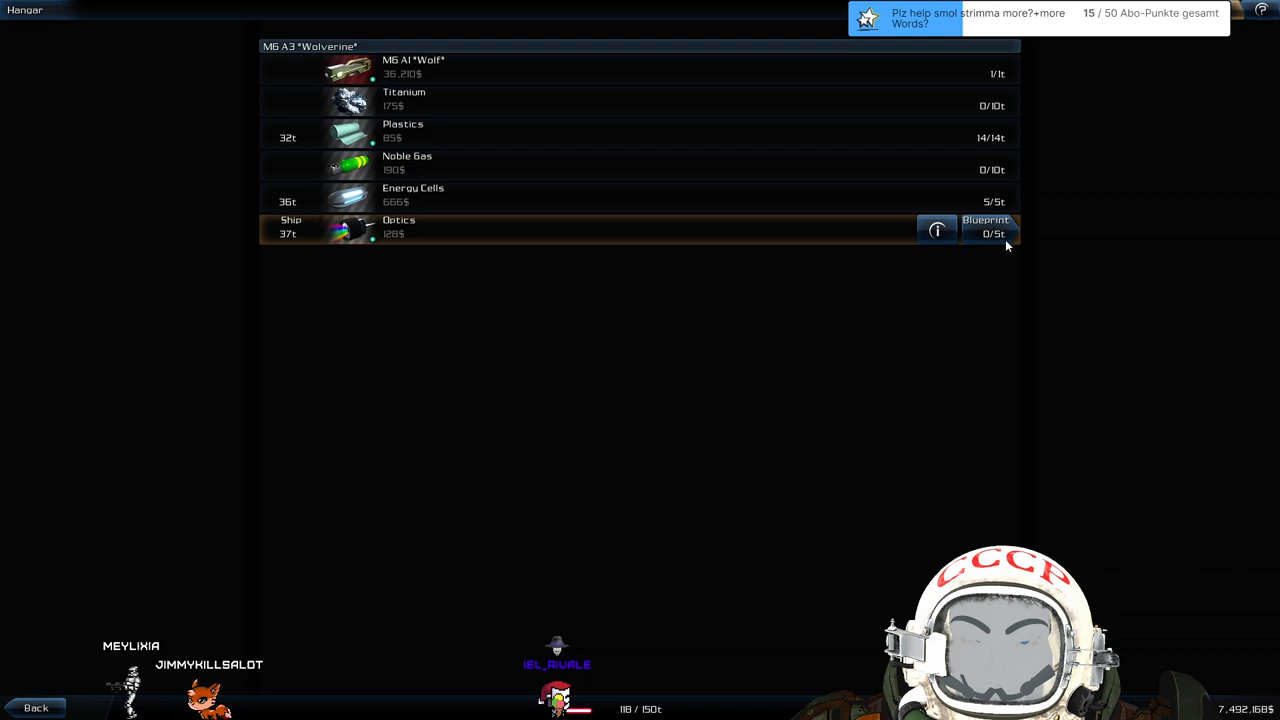 Hangar
Plz help smol strimma more?+more
Words?
15 / 50 Abo-Punkte gesamt
M6 A3 "Wolverine"
M6 A1 "Wolf"
36,210$
1/1t
Titanium
175$
0/10t
Plastics
32t
85$
14/14t
Noble Gas
190$
0/10t
Energy Cells
36t
666$
5/5t
Ship
Optics
Blueprint
37t
128$
0/5t
CCCP
MEYLIXIA
JIMMYKILLSALOT
IEL_RIVALE
Back
118 / 150t
7,492,168$